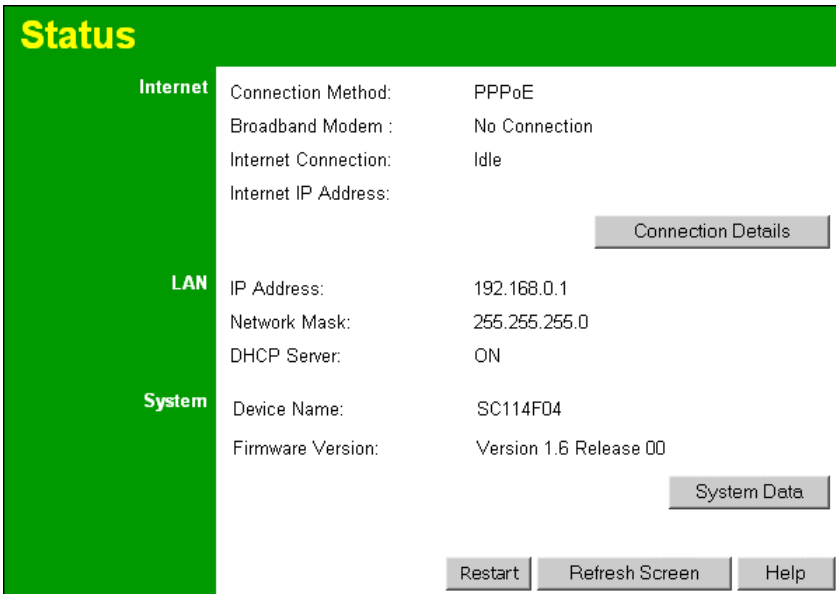 Status
Internet
Connection Method: PPPoE
Broadband Modem : No Connection
Internet Connection: Idle
Internet IP Address:
Connection Details
LAN
IP Address: 192.168.0.1
Network Mask: 255.255.255.0
DHCP Server: ON
System
Device Name: SC114F04
Firmware Version: Version 1.6 Release 00
System Data
Restart Refresh Screen Help